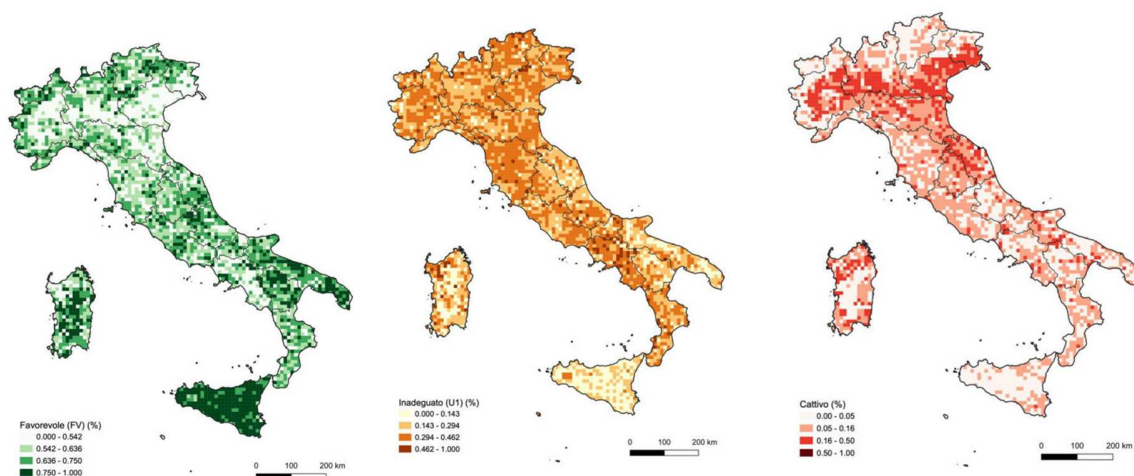 Favorevole (FV) (%)
0.000 - 0.542
0.542 - 0.636
0.636 - 0.750
0.750 - 1.000
0 100 200 km
Inadeguato (U1) (%)
0.000 - 0.143
0.143 - 0.294
0.294 - 0.462
0.462 - 1.000
0 100 200 km
Cattivo (%)
0.00 - 0.05
0.05 - 0.16
0.16 - 0.50
0.50 - 1.00
0 100 200 km